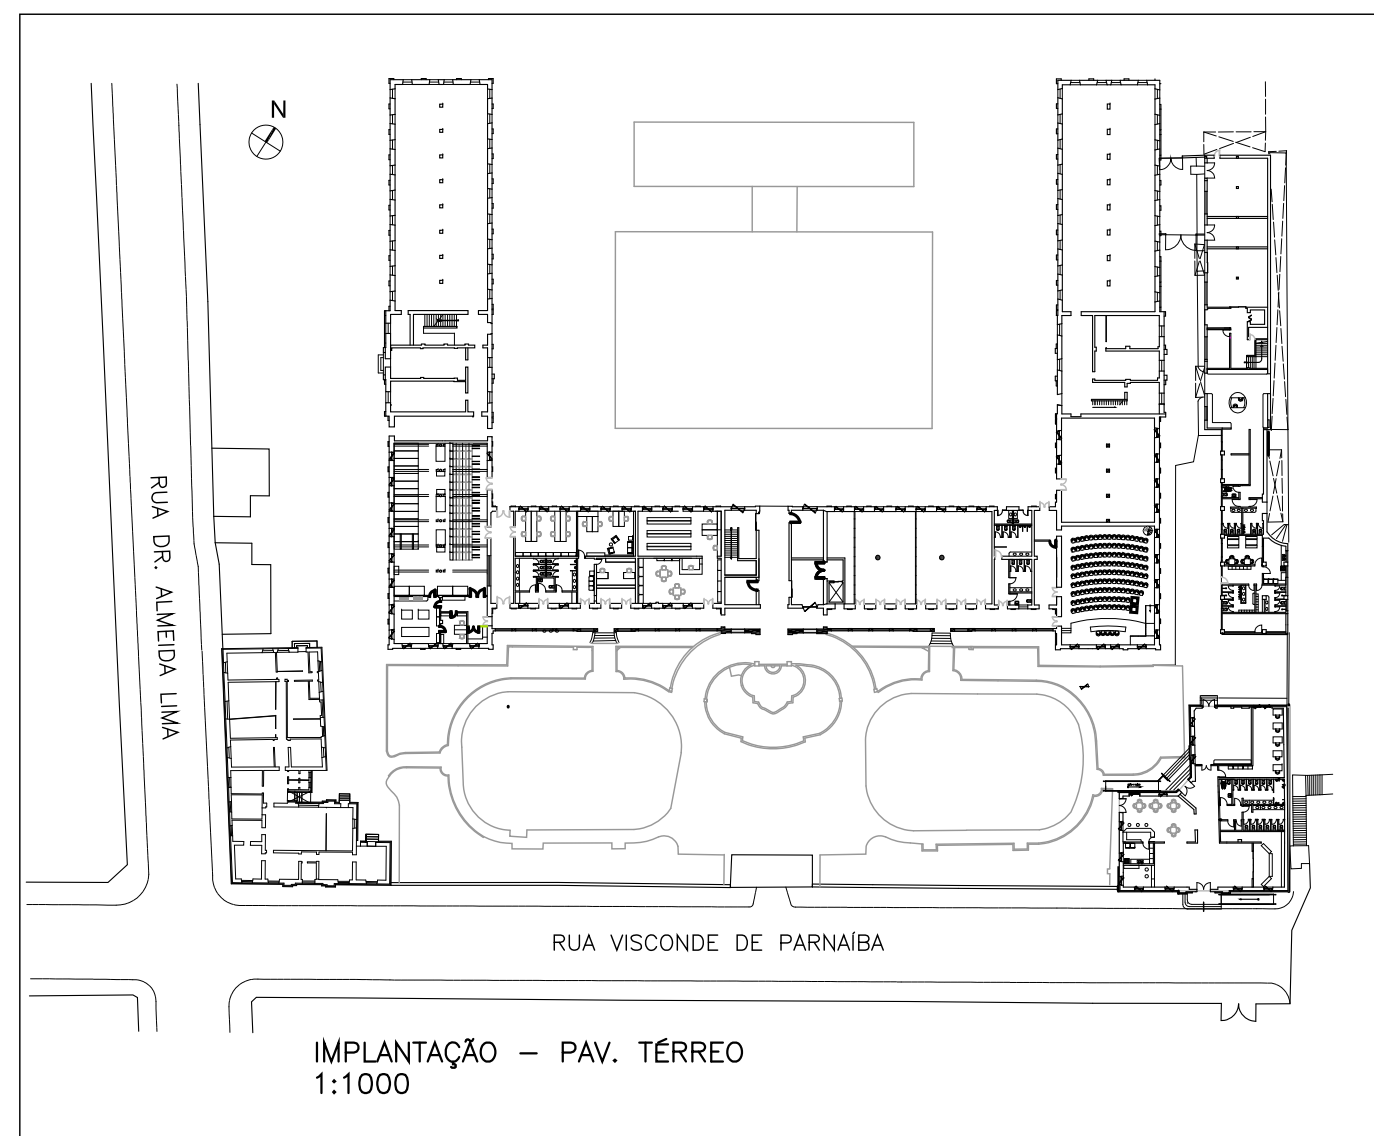 N
RUA DR. ALMEIDA LIMA
RUA VISCONDE DE PARNAÍBA
IMPLANTAÇÃO – PAV. TÉRREO
1:1000